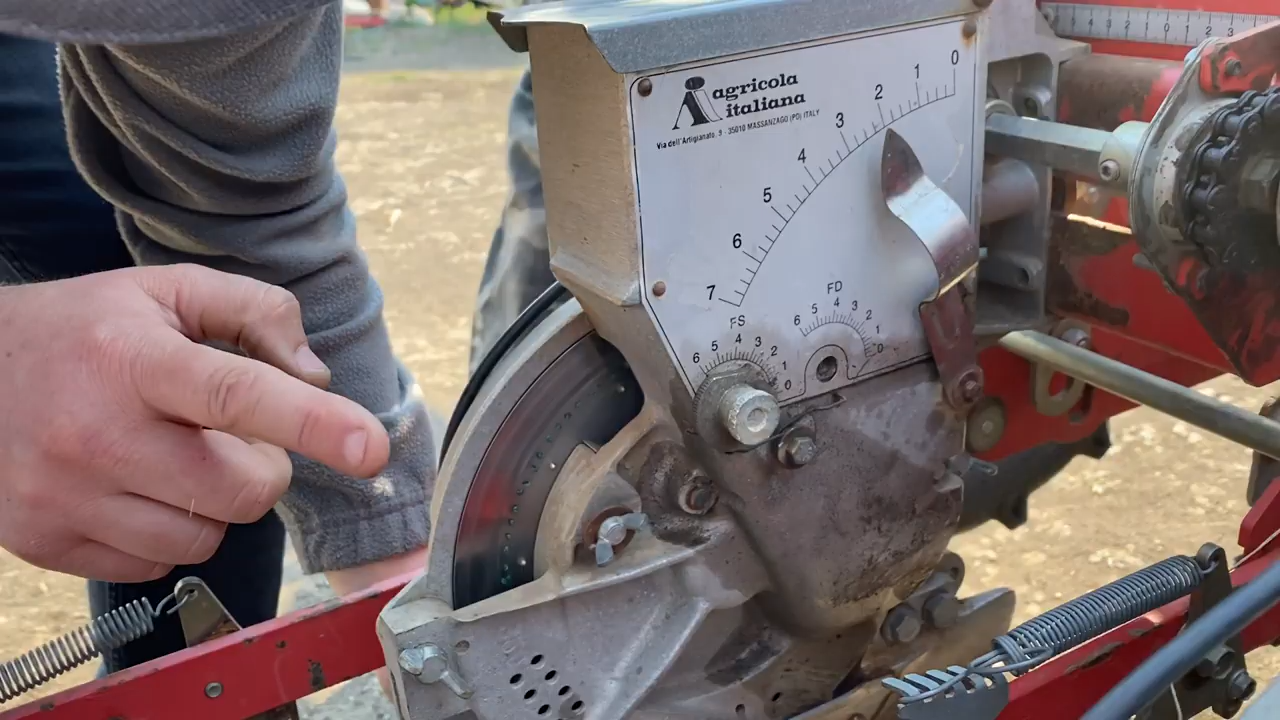 agricola
italiana
Via dell'Artigianato, 9 - 35010 MASSANZAGO (PD) ITALY
0
1
2
3
4
5
6
7
FS
6 5 4 3 2 1 0
FD
6 5 4 3 2 1 0